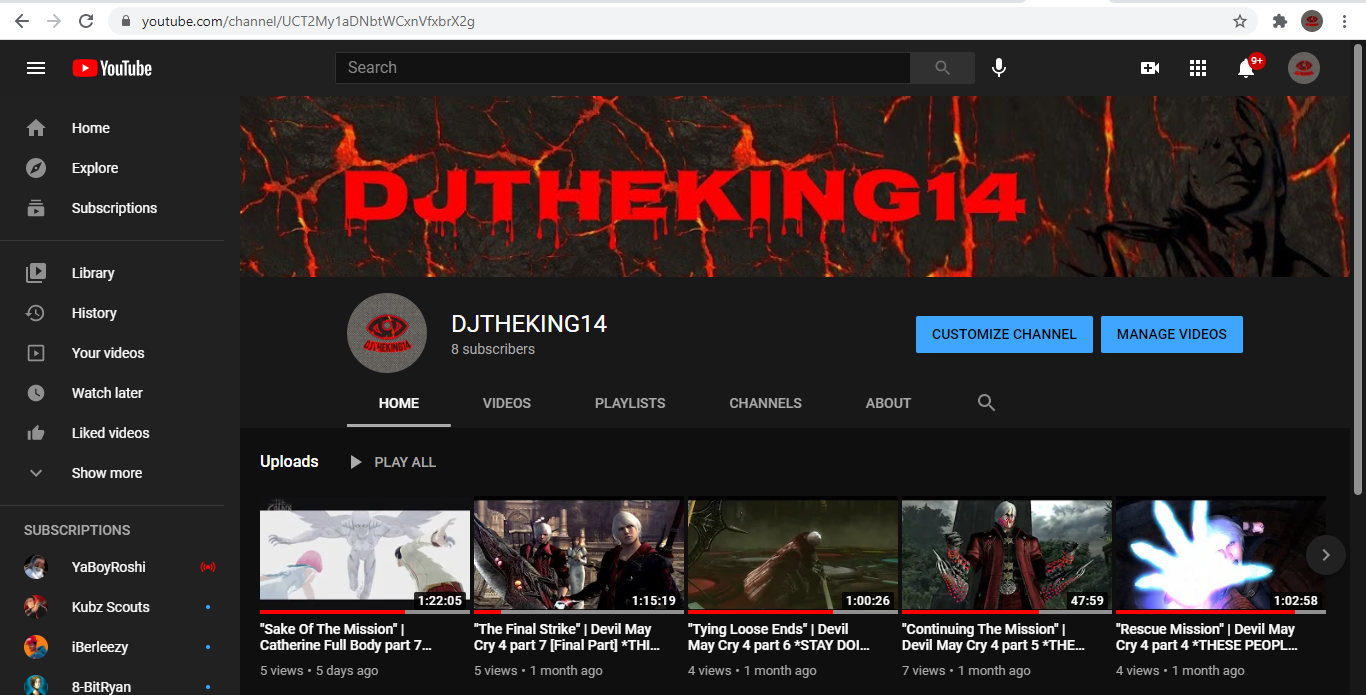 youtube.com/channel/UCT2My1aDNbtWCxnVfxbrX2g
YouTube
Search
9+
Home
Explore
Subscriptions
Library
History
Your videos
Watch later
Liked videos
Show more
SUBSCRIPTIONS
YaBoyRoshi
Kubz Scouts
iBerleezy
8-BitRyan
DJTHEKING14
DJTHEKING14
DJTHEKING14
8 subscribers
CUSTOMIZE CHANNEL
MANAGE VIDEOS
HOME VIDEOS PLAYLISTS CHANNELS ABOUT
Uploads PLAY ALL
1:22:05
"Sake Of The Mission" |
Catherine Full Body part 7...
5 views • 5 days ago
1:15:19
"The Final Strike" | Devil May
Cry 4 part 7 [Final Part] *THI...
5 views • 1 month ago
1:00:26
"Tying Loose Ends" | Devil
May Cry 4 part 6 *STAY DOI...
4 views • 1 month ago
47:59
"Continuing The Mission" |
Devil May Cry 4 part 5 *THE...
7 views • 1 month ago
1:02:58
"Rescue Mission" | Devil May
Cry 4 part 4 *THESE PEOPL...
4 views • 1 month ago